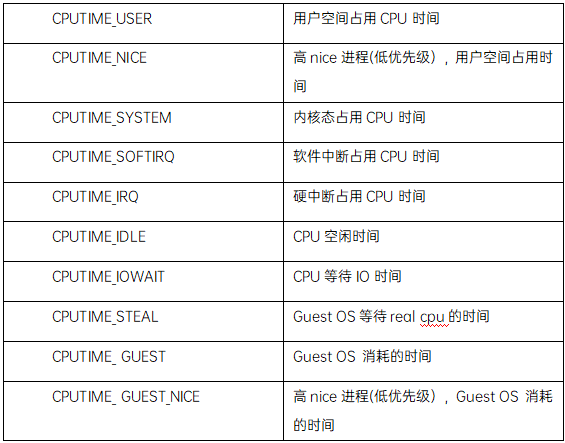 CPUTIME_USER 用户空间占用 CPU 时间
CPUTIME_NICE 高 nice 进程(低优先级），用户空间占用时
间
CPUTIME_SYSTEM 内核态占用 CPU 时间
CPUTIME_SOFTIRQ 软件中断占用 CPU 时间
CPUTIME_IRQ 硬中断占用 CPU 时间
CPUTIME_IDLE CPU 空闲时间
CPUTIME_IOWAIT CPU 等待 IO 时间
CPUTIME_STEAL Guest OS 等待 real cpu 的时间
CPUTIME_ GUEST Guest OS 消耗的时间
CPUTIME_ GUEST_NICE 高 nice 进程(低优先级），Guest OS 消耗
的时间